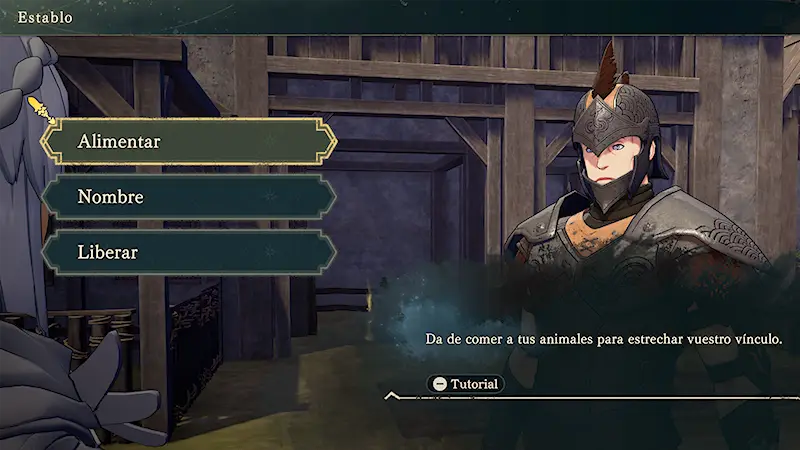 Establo
Alimentar
Nombre
Liberar
Da de comer a tus animales para estrechar vuestro vínculo.
Tutorial